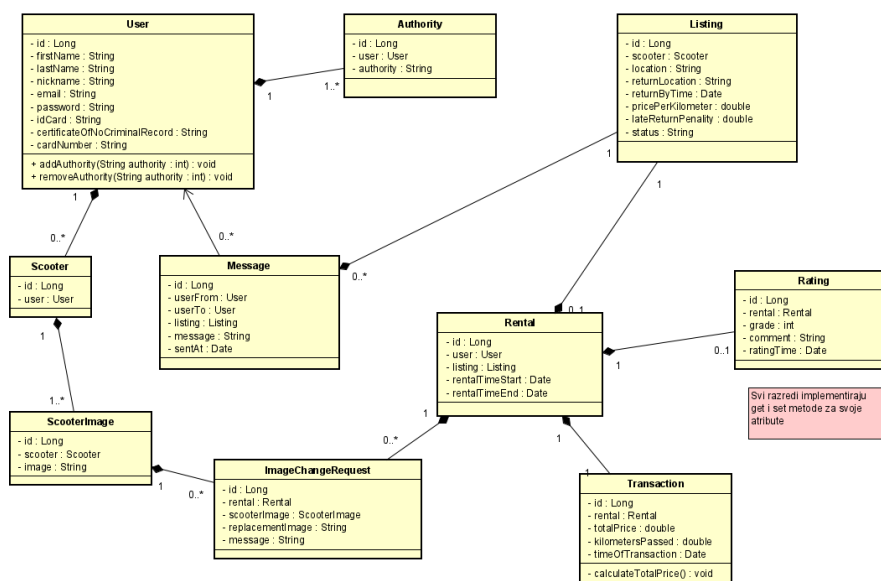 User
- id : Long
- firstName : String
- lastName : String
- nickname : String
- email : String
- password : String
- idCard : String
- certificateOfNoCriminalRecord : String
- cardNumber : String
+ addAuthority(String authority : int) : void
+ removeAuthority(String authority : int) : void
Authority
- id : Long
- user : User
- authority : String
Listing
- id : Long
- scooter : Scooter
- location : String
- returnLocation : String
- returnByTime : Date
- pricePerKilometer : double
- lateReturnPenality : double
- status : String
1
1..*
1
1
1
0..*
0..*
Scooter
- id : Long
- user : User
Message
- id : Long
- userFrom : User
- userTo : User
- listing : Listing
- message : String
- sentAt : Date
0..*
0..1
Rental
- id : Long
- user : User
- listing : Listing
- rentalTimeStart : Date
- rentalTimeEnd : Date
Rating
- id : Long
- rental : Rental
- grade : int
- comment : String
- ratingTime : Date
1
1
0..1
Svi razredi implementiraju
get i set metode za svoje
atribute
1..*
1
1
0..*
ScooterImage
- id : Long
- scooter : Scooter
- image : String
1
0..*
ImageChangeRequest
- id : Long
- rental : Rental
- scooterImage : ScooterImage
- replacementImage : String
- message : String
1
Transaction
- id : Long
- rental : Rental
- totalPrice : double
- kilometersPassed : double
- timeOfTransaction : Date
- calculateTotalPrice() : void